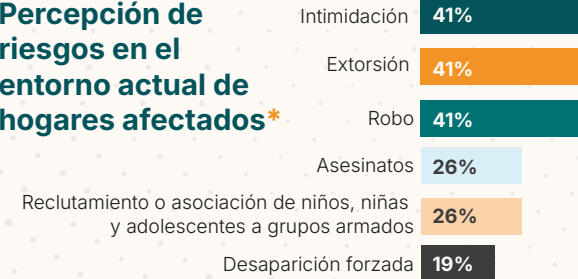 Percepción de
riesgos en el
entorno actual de
hogares afectados*
Intimidación 41%
Extorsión 41%
Robo 41%
Asesinatos 26%
Reclutamiento o asociación de niños, niñas
y adolescentes a grupos armados 26%
Desaparición forzada 19%